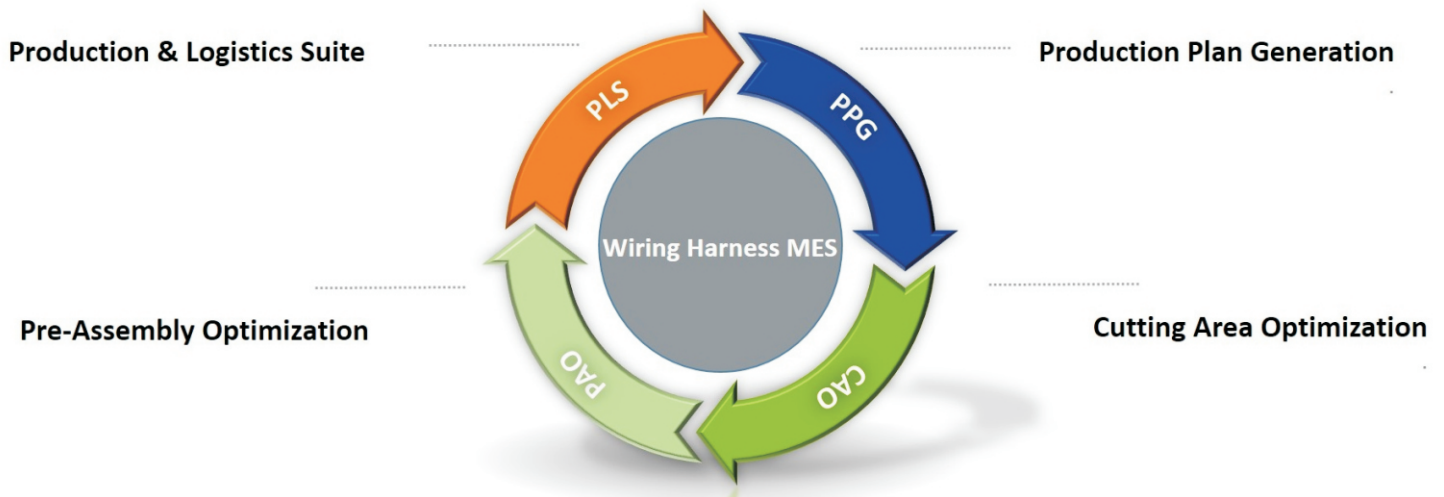 Production & Logistics Suite
Production Plan Generation
PLS
PPG
Wiring Harness MES
Pre-Assembly Optimization
Cutting Area Optimization
PAO
CAO